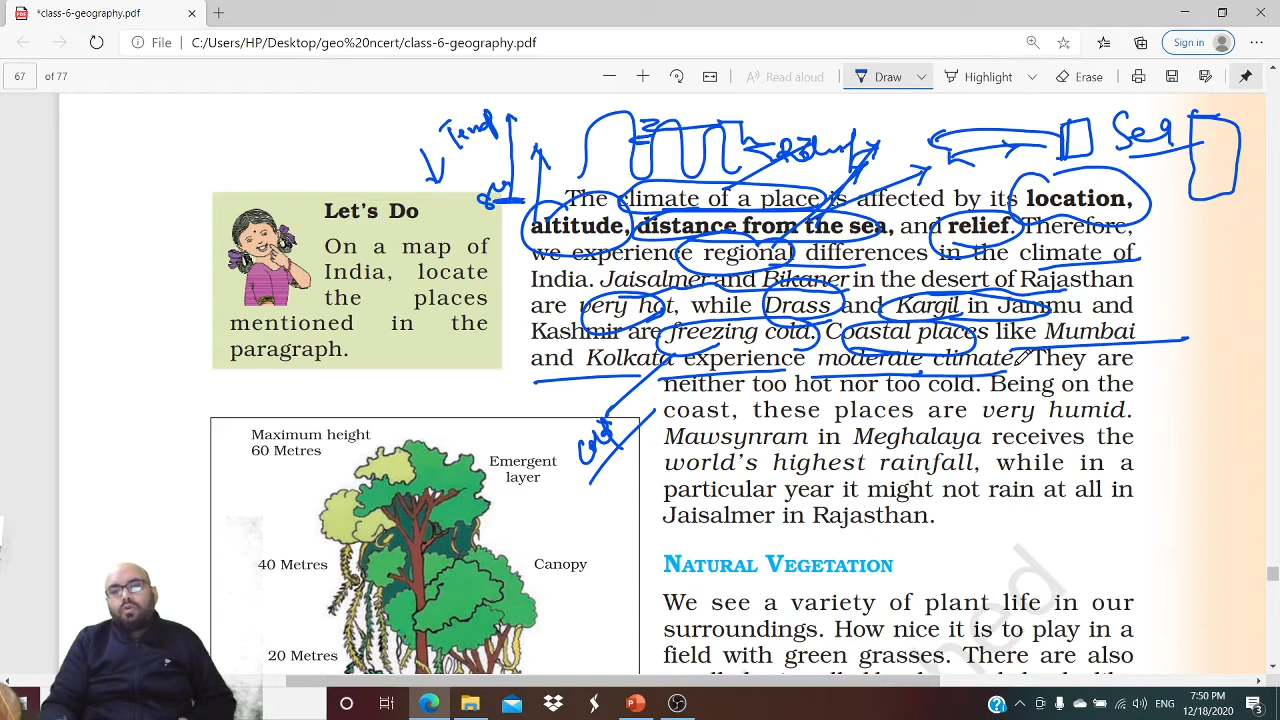 *class-6-geography.pdf
File
C:/Users/HP/Desktop/geo%20ncert/class-6-geography.pdf
Sign in
67 of 77
Read aloud
Draw
Highlight
Erase
Sea
Let's Do
On a map of
India, locate
the places
mentioned in the
paragraph.
The climate of a place is affected by its location,
altitude, distance from the sea, and relief. Therefore,
we experience regional differences in the climate of
India. Jaisalmer and Bikaner in the desert of Rajasthan
are very hot, while Drass and Kargil in Jammu and
Kashmir are freezing cold. Coastal places like Mumbai
and Kolkata experience moderate climate. They are
neither too hot nor too cold. Being on the
coast, these places are very humid.
Mawsynram in Meghalaya receives the
world's highest rainfall, while in a
particular year it might not rain at all in
Jaisalmer in Rajasthan.
Maximum height
60 Metres
Emergent
layer
40 Metres
Canopy
20 Metres
NATURAL VEGETATION
We see a variety of plant life in our
surroundings. How nice it is to play in a
field with green grasses. There are also
7:50 PM
12/18/2020
3